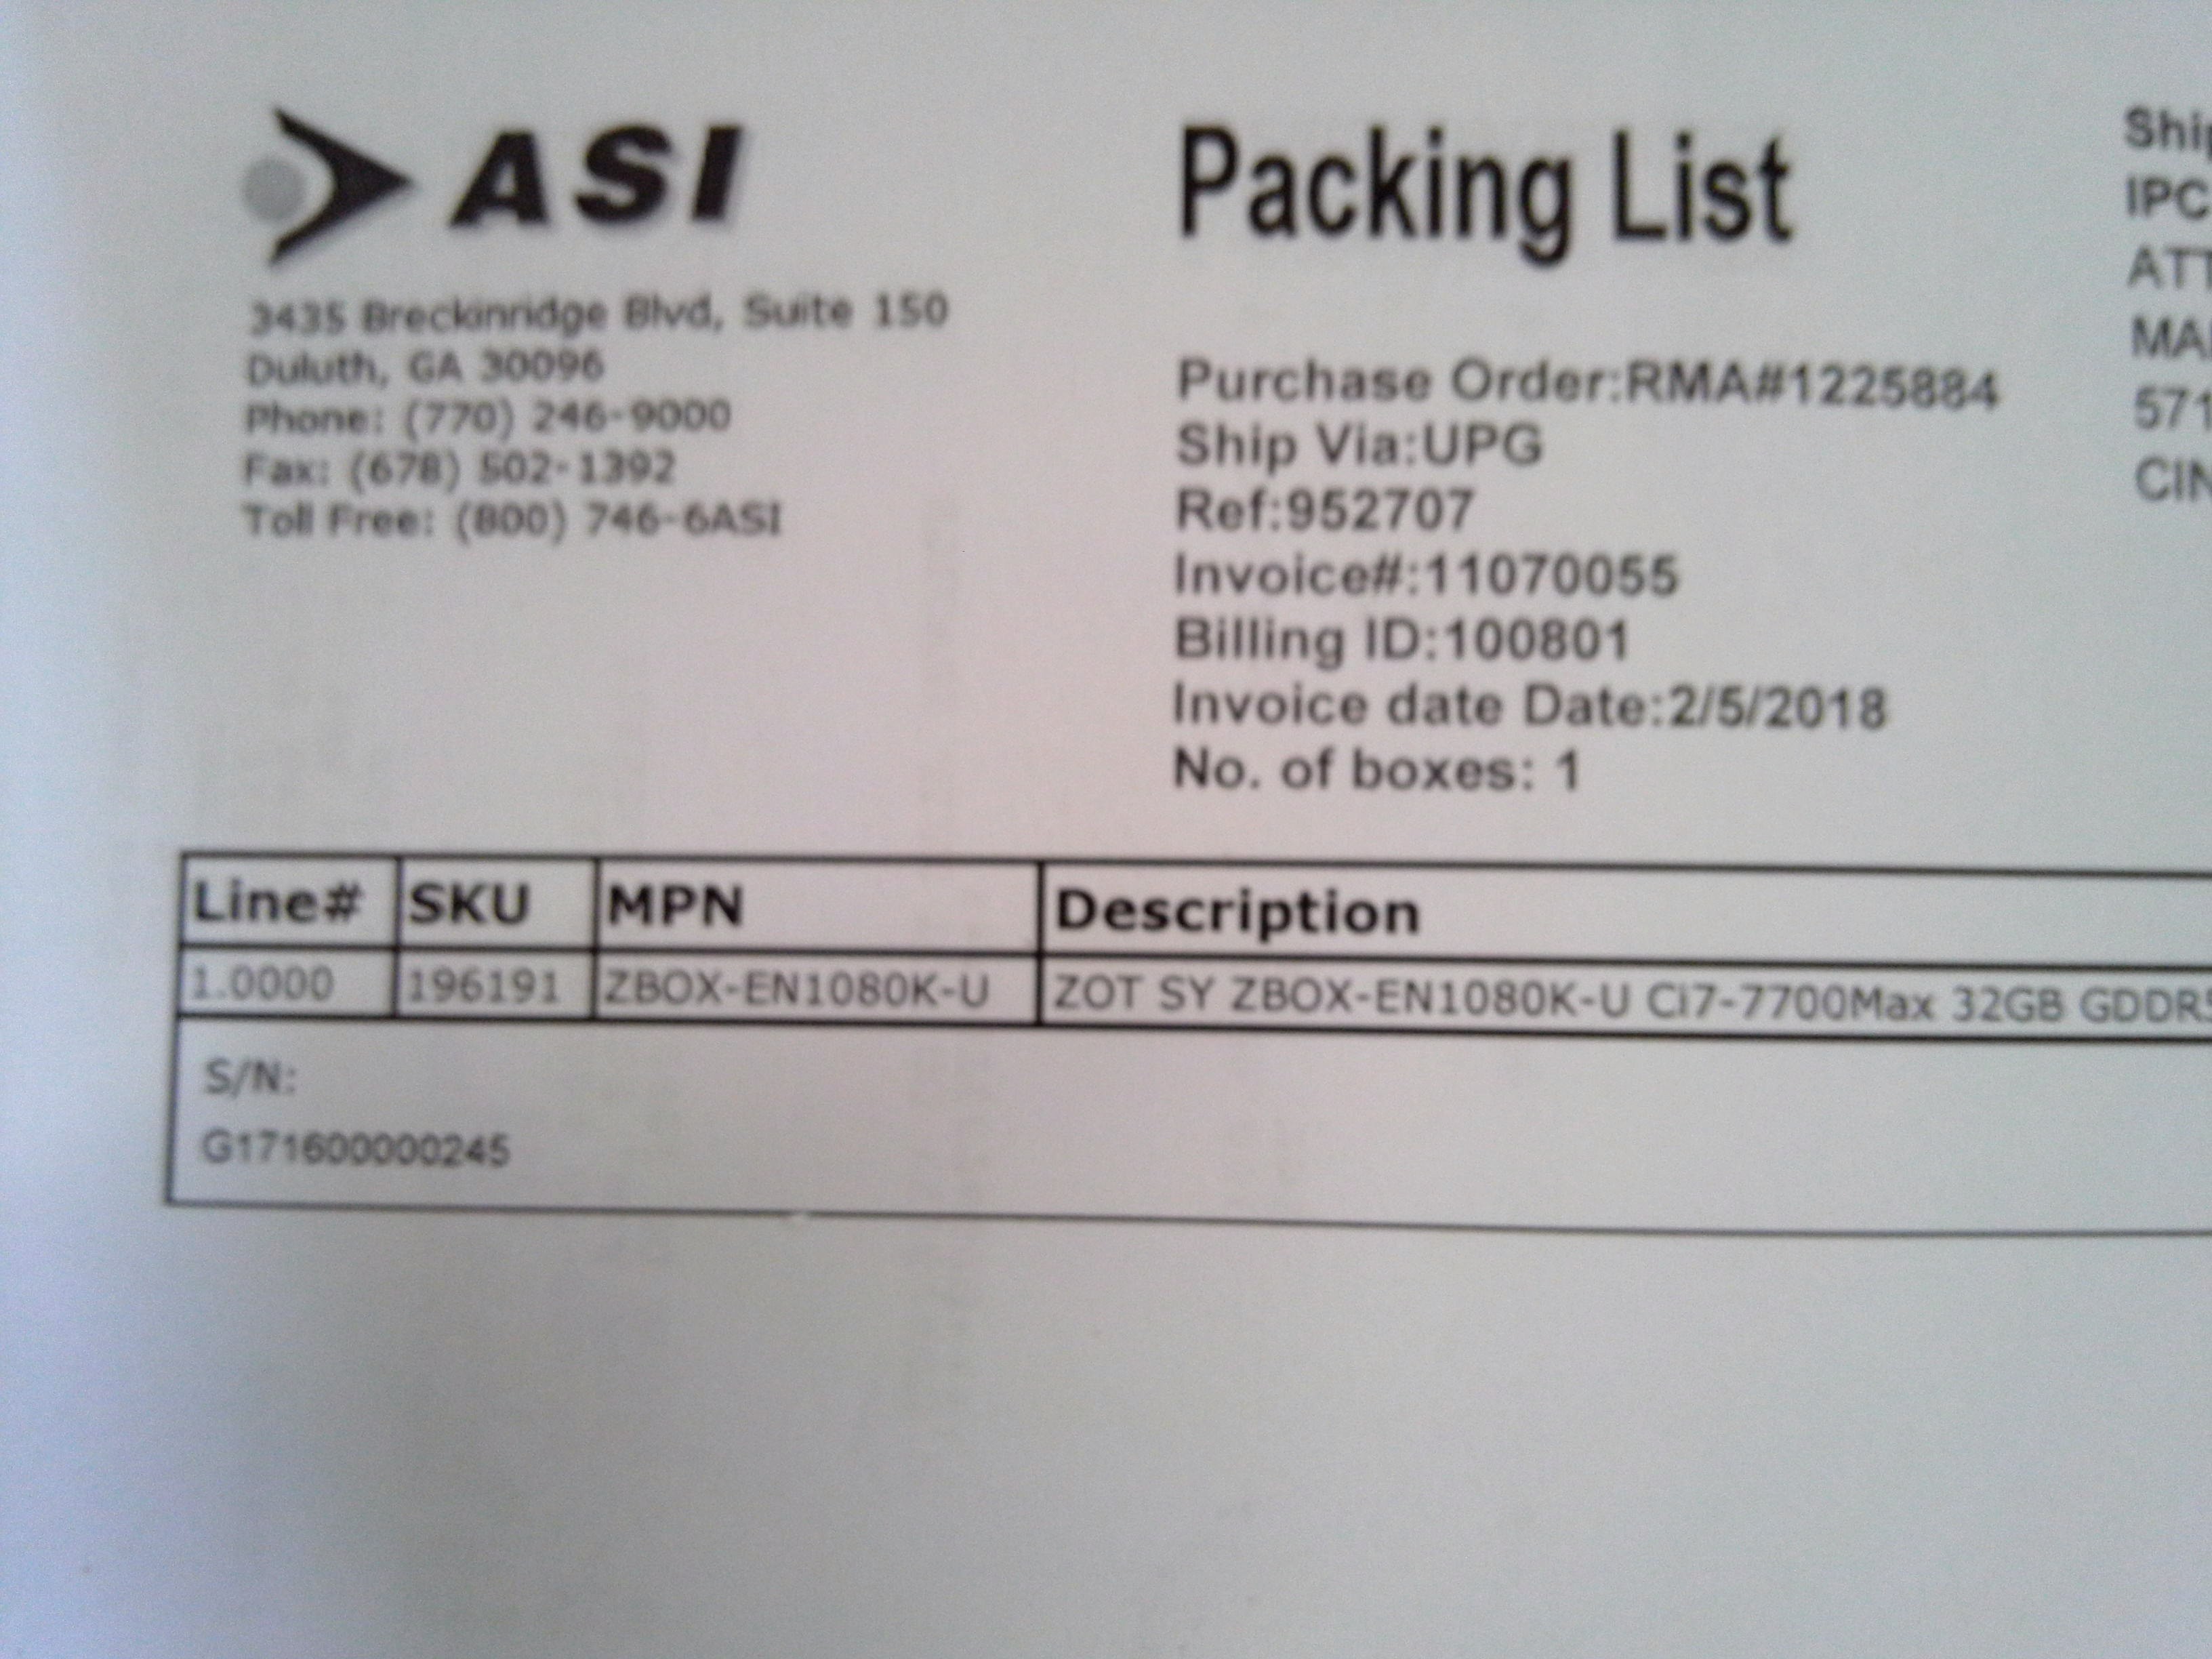 ASI
3435 Breckinridge Blvd, Suite 150
Duluth, GA 30096
Phone: (770) 246-9000
Fax: (678) 502-1392
Toll Free: (800) 746-6ASI
Packing List
Purchase Order:RMA#1225884
Ship Via:UPG
Ref:952707
Invoice#:11070055
Billing ID:100801
Invoice date Date:2/5/2018
No. of boxes: 1
Ship
IPC
ATT
MA
571
CIN
Line# SKU MPN Description
1.0000 196191 ZBOX-EN1080K-U ZOT SY ZBOX-EN1080K-U Ci7-7700Max 32GB GDDR
S/N:
G171600000245